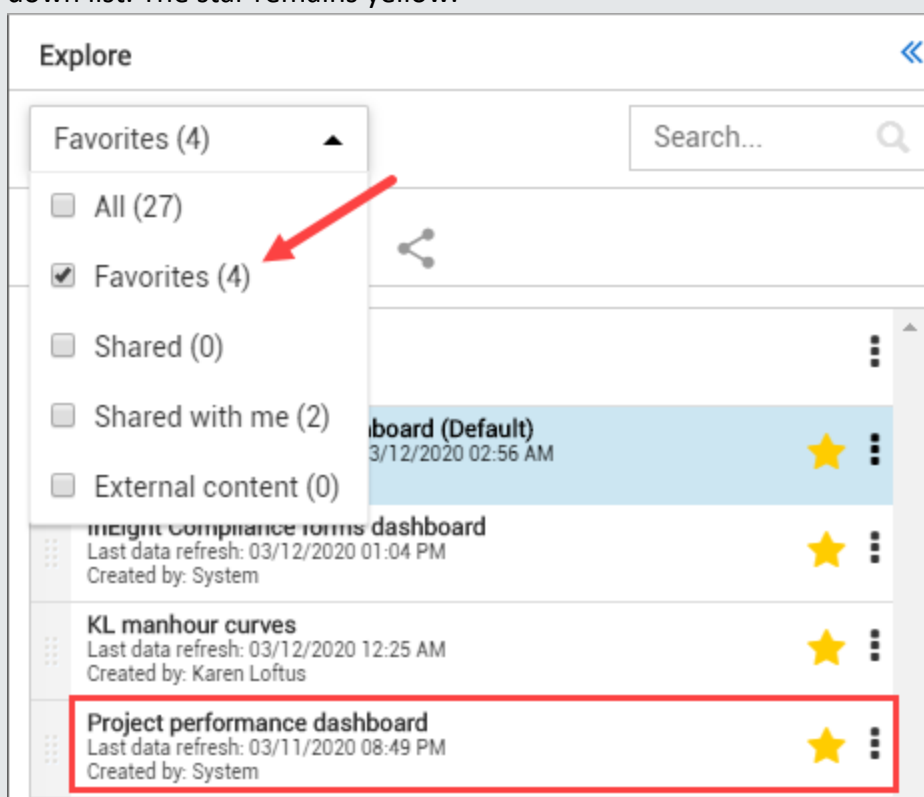 down list. The star remains yellow.
Explore
Favorites (4)
Search...
All (27)
Favorites (4)
Shared (0)
Shared with me (2)
External content (0)
board (Default)
3/12/2020 02:56 AM
InEight Compliance forms dashboard
Last data refresh: 03/12/2020 01:04 PM
Created by: System
KL manhour curves
Last data refresh: 03/12/2020 12:25 AM
Created by: Karen Loftus
Project performance dashboard
Last data refresh: 03/11/2020 08:49 PM
Created by: System